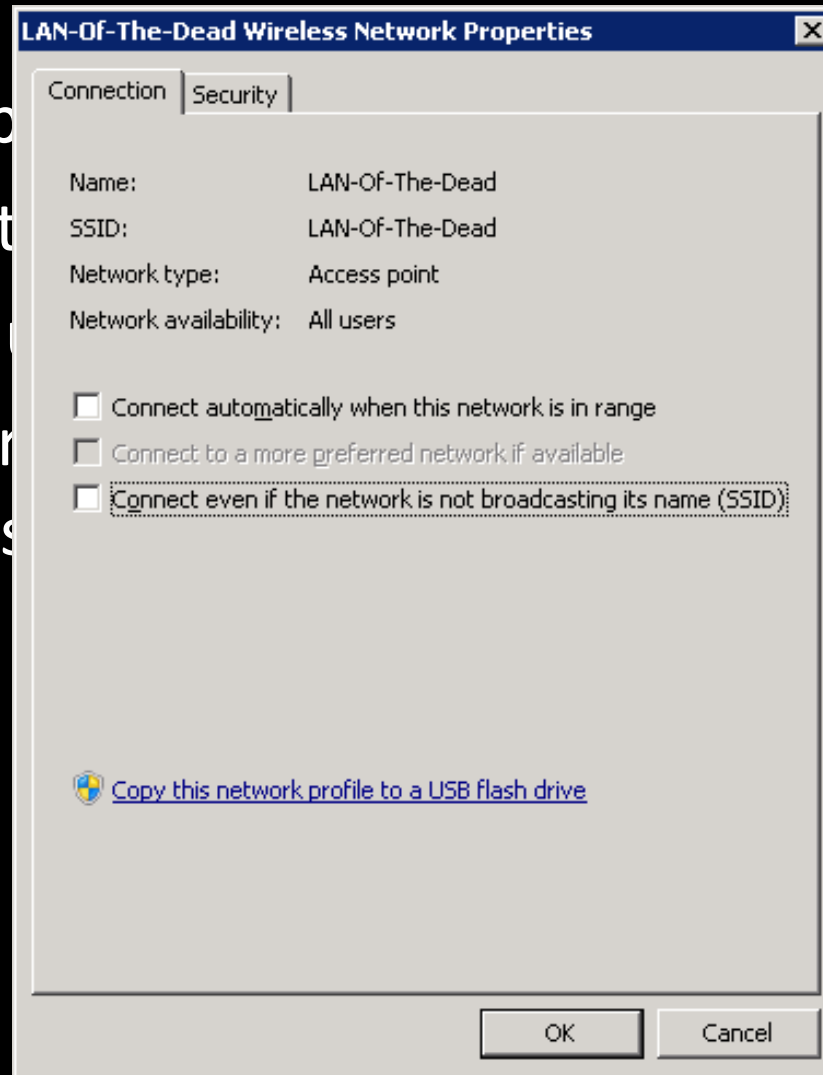 LAN-Of-The-Dead Wireless Network Properties
Connection Security
Name: LAN-Of-The-Dead
SSID: LAN-Of-The-Dead
Network type: Access point
Network availability: All users
Connect automatically when this network is in range
Connect to a more preferred network if available
Connect even if the network is not broadcasting its name (SSID)
Copy this network profile to a USB flash drive
OK Cancel